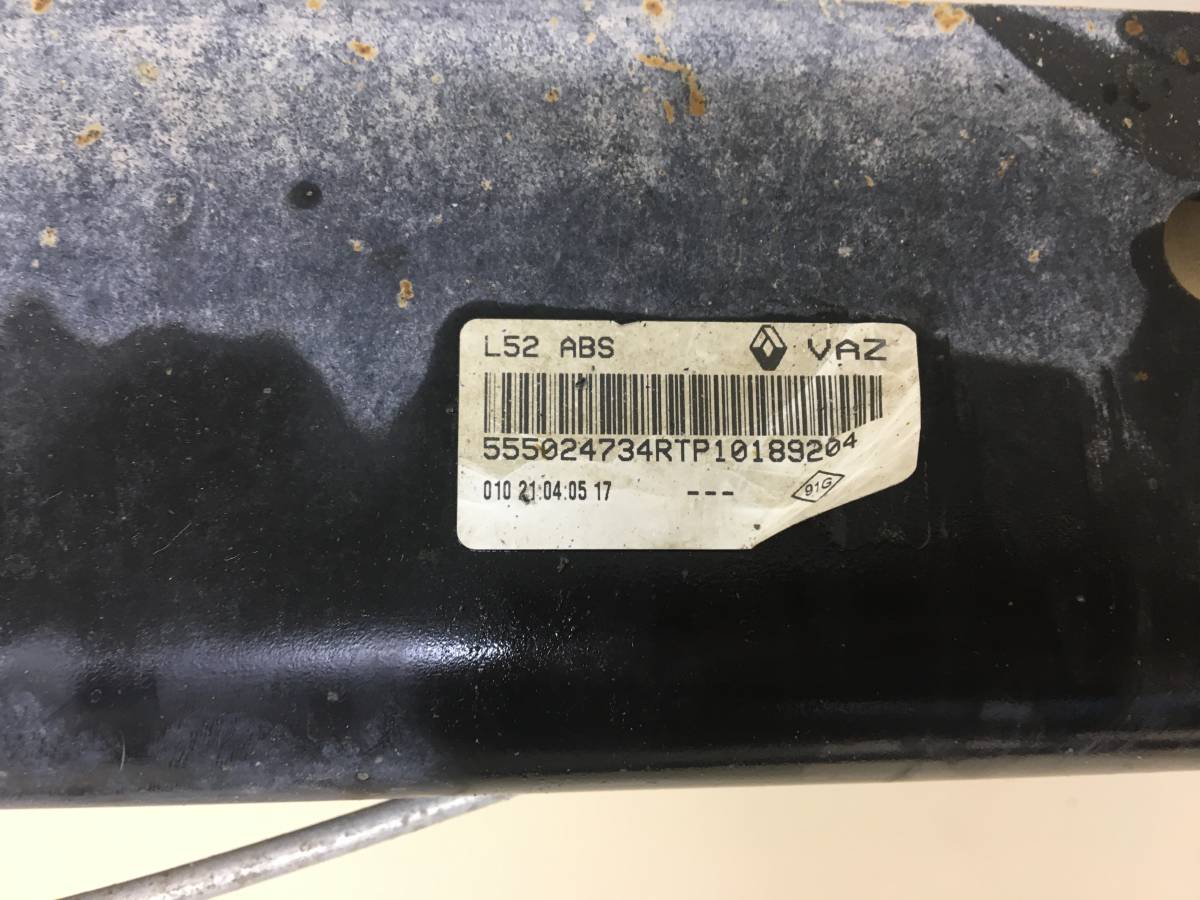 L52 ABS VAZ
555024734RTP10189204
010 21:04:05 17 --- 91G